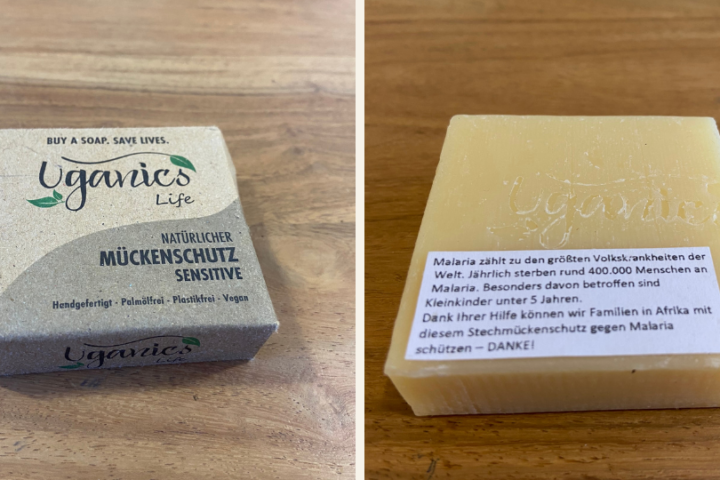 BUY A SOAP. SAVE LIVES.
Uganics
Life
NATÜRLICHER
MÜCKENSCHUTZ
SENSITIVE
Handgefertigt · Palmölfrei · Plastikfrei · Vegan
Uganics
Life
Uganics
Malaria zählt zu den größten Volkskrankheiten der
Welt. Jährlich sterben rund 400.000 Menschen an
Malaria. Besonders davon betroffen sind
Kleinkinder unter 5 Jahren.
Dank Ihrer Hilfe können wir Familien in Afrika mit
diesem Stechmückenschutz gegen Malaria
schützen – DANKE!